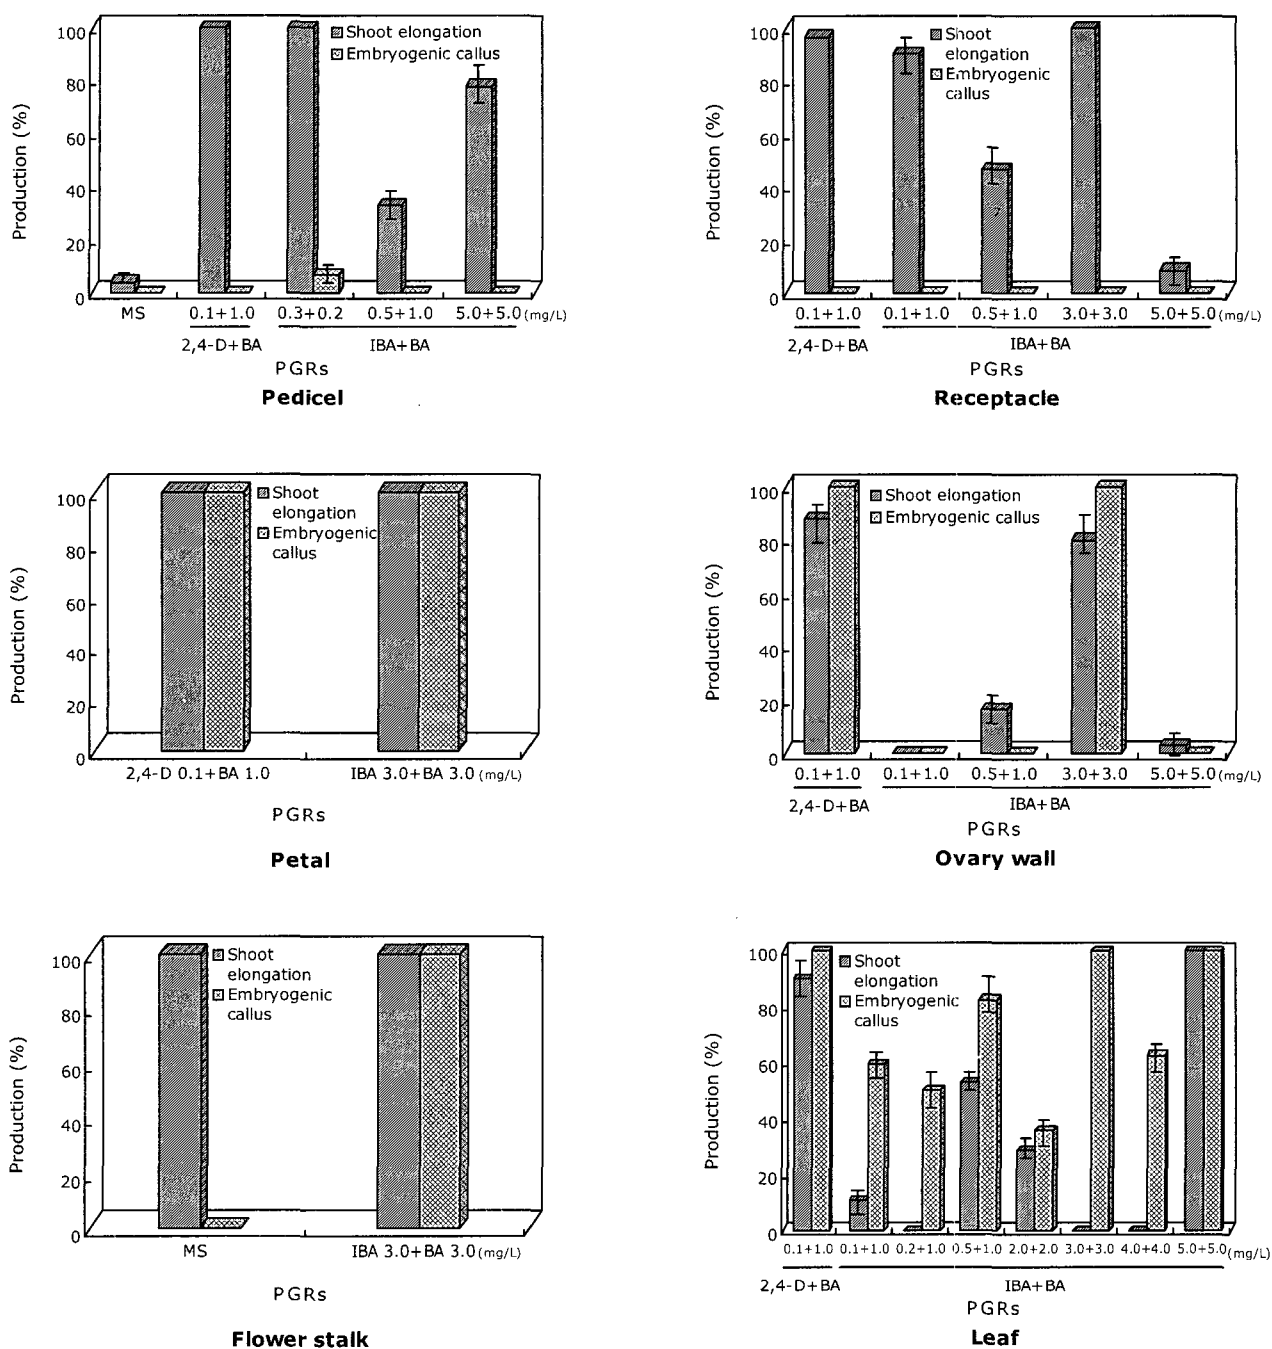 Production (%)
100
80
60
40
20
0
Shoot elongation
Embryogenic callus
MS 0.1+1.0 0.3+0.2 0.5+1.0 5.0+5.0 (mg/L)
2,4-D+BA IBA+BA
PGRs
Pedicel
Production (%)
100
80
60
40
20
0
Shoot
elongation
Embryogenic
callus
0.1+1.0 0.1+1.0 0.5+1.0 3.0+3.0 5.0+5.0 (mg/L)
2,4-D+BA IBA+BA
PGRs
Receptacle
Production (%)
100
80
60
40
20
0
Shoot
elongation
Embryogenic
callus
2,4-D 0.1+BA 1.0 IBA 3.0+BA 3.0 (mg/L)
PGRs
Petal
Production (%)
100
80
60
40
20
0
Shoot elongation
Embryogenic callus
0.1+1.0 0.1+1.0 0.5+1.0 3.0+3.0 5.0+5.0 (mg/L)
2,4-D+BA IBA+BA
PGRs
Ovary wall
Production (%)
100
80
60
40
20
0
Shoot
elongation
Embryogenic
callus
MS IBA 3.0+BA 3.0 (mg/L)
PGRs
Flower stalk
Production (%)
100
80
60
40
20
0
Shoot
elongation
Embryogenic
callus
0.1+1.0 0.1+1.0 0.2+1.0 0.5+1.0 2.0+2.0 3.0+3.0 4.0+4.0 5.0+5.0 (mg/L)
2,4-D+BA IBA+BA
PGRs
Leaf